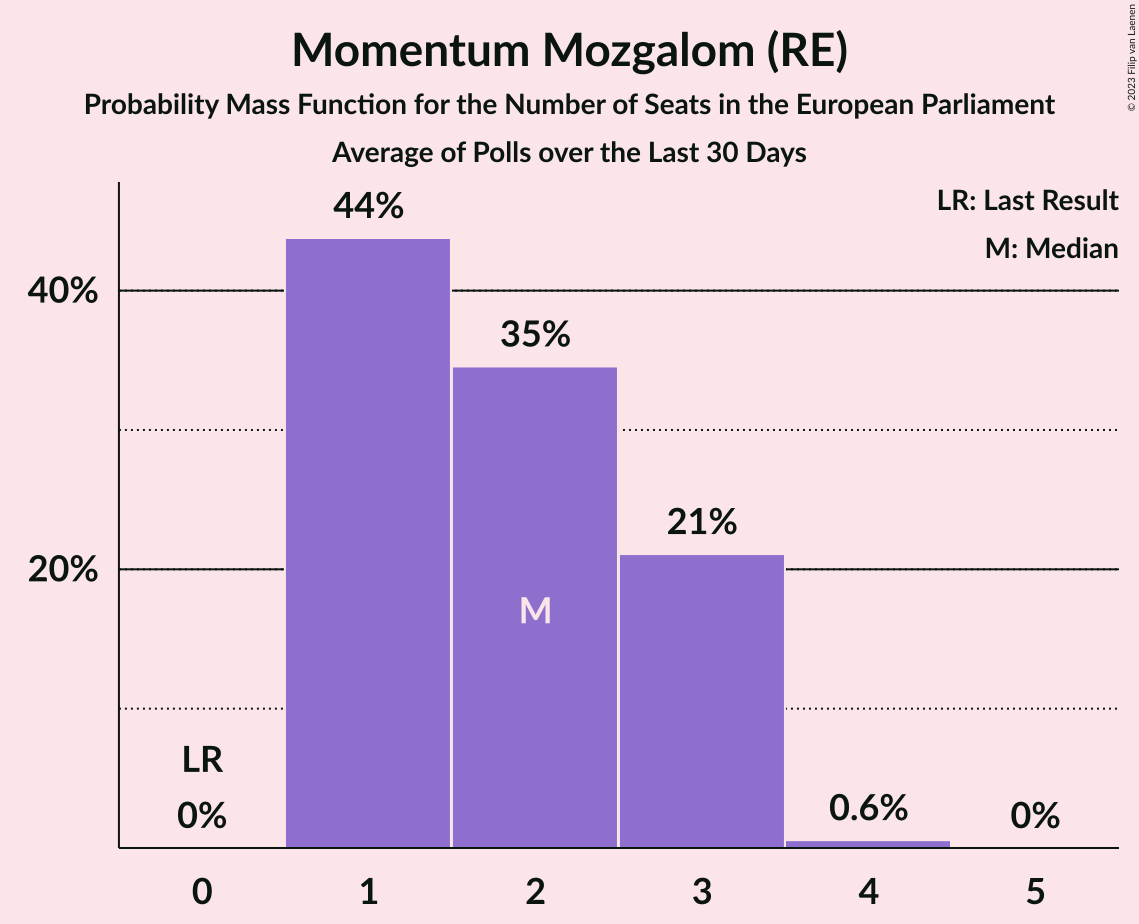 Momentum Mozgalom (RE)
Probability Mass Function for the Number of Seats in the European Parliament
Average of Polls over the Last 30 Days
© 2023 Filip van Laenen
LR: Last Result
M: Median
44%
40%
35%
21%
20%
M
LR
0%
0.6%
0%
0 1 2 3 4 5